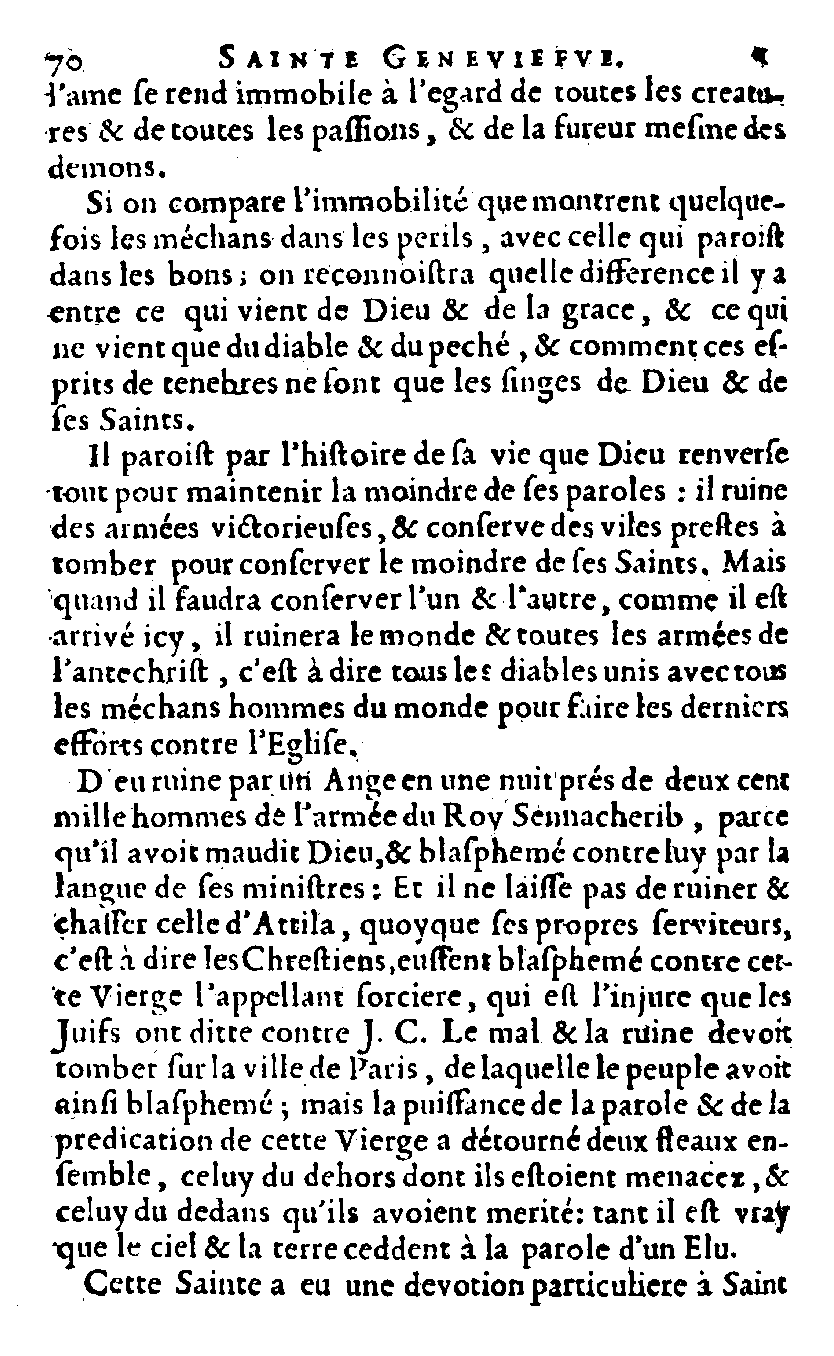 70 SAINTE GENEVIEFVE.
l'ame ſe rend immobile à l'egard de toutes les creatu-
res & de toutes les paſſions, & de la fureur meſme des
demons.
Si on compare l'immobilité que montrent quelque-
fois les méchans dans les perils, avec celle qui paroiſt
dans les bons; on reconnoiſtra quelle difference il y a
entre ce qui vient de Dieu & de la grace, & ce qui
ne vient que du diable & du peché, & comment ces eſ-
prits de tenebres ne ſont que les ſinges de Dieu & de
ſes Saints.
Il paroiſt par l'hiſtoire de ſa vie que Dieu renverſe
tout pour maintenir la moindre de ſes paroles : il ruine
des armées victorieuſes, & conſerve des viles preſtes à
tomber pour conſerver le moindre de ſes Saints. Mais
quand il faudra conſerver l'un & l'autre, comme il eſt
arrivé icy, il ruinera le monde & toutes les armées de
l'antechriſt, c'eſt à dire tous les diables unis avec tous
les méchans hommes du monde pour faire les derniers
efforts contre l'Egliſe.
D eu ruine par un Ange en une nuit prés de deux cent
mille hommes de l'armée du Roy Sennacherib, parce
qu'il avoit maudit Dieu, & blaſphemé contre luy par la
langue de ſes miniſtres : Et il ne laiſſe pas de ruiner &
chaſſer celle d'Attila, quoyque ſes propres ſerviteurs,
c'eſt à dire les Chreſtiens, euſſent blaſphemé contre cet-
te Vierge l'appellant ſorciere, qui eſt l'injure que les
Juifs ont ditte contre J. C. Le mal & la ruine devoit
tomber ſur la ville de Paris, de laquelle le peuple avoit
ainſi blaſphemé ; mais la puiſſance de la parole & de la
predication de cette Vierge a détourné deux fleaux en-
ſemble, celuy du dehors dont ils eſtoient menacez, &
celuy du dedans qu'ils avoient merité: tant il eſt vray
que le ciel & la terre ceddent à la parole d'un Elu.
Cette Sainte a eu une devotion particuliere à Saint